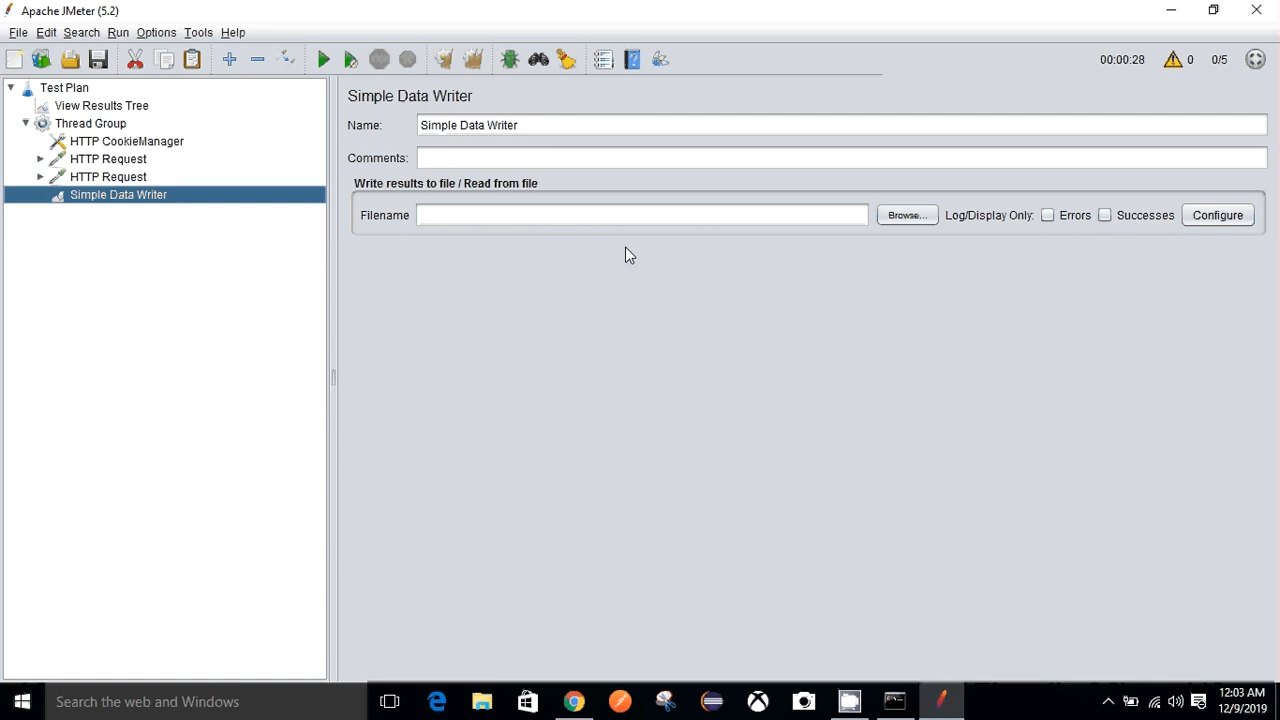 Apache JMeter (5.2)
File Edit Search Run Options Tools Help
00:00:28 0 0/5
Test Plan
View Results Tree
Thread Group
HTTP CookieManager
HTTP Request
HTTP Request
Simple Data Writer
Simple Data Writer
Name: Simple Data Writer
Comments:
Write results to file / Read from file
Filename Browse... Log/Display Only: Errors Successes Configure
Search the web and Windows
12:03 AM
12/9/2019